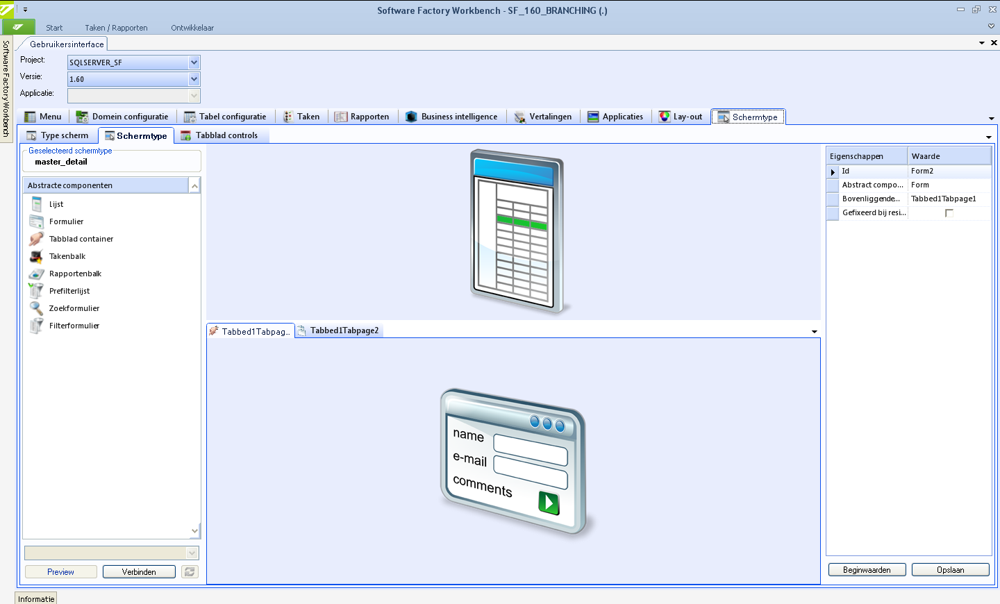 Software Factory Workbench - SF_160_BRANCHING (.)
Start Taken / Rapporten Ontwikkelaar
Software Factory Workbench
Gebruikersinterface
Project: SQLSERVER_SF
Versie: 1.60
Applicatie:
Menu Domein configuratie Tabel configuratie Taken Rapporten Business intelligence Vertalingen Applicaties Lay-out Schermtype
Type scherm Schermtype Tabblad controls
Geselecteerd schermtype
master_detail
Abstracte componenten
Lijst
Formulier
Tabblad container
Takenbalk
Rapportenbalk
Prefilterlijst
Zoekformulier
Filterformulier
Preview Verbinden
Tabbed1Tabpag... Tabbed1Tabpage2
name
e-mail
comments
Eigenschappen Waarde
Id Form2
Abstract compo... Form
Bovenliggende... Tabbed1Tabpage1
Gefixeerd bij resi...
Beginwaarden Opslaan
Informatie